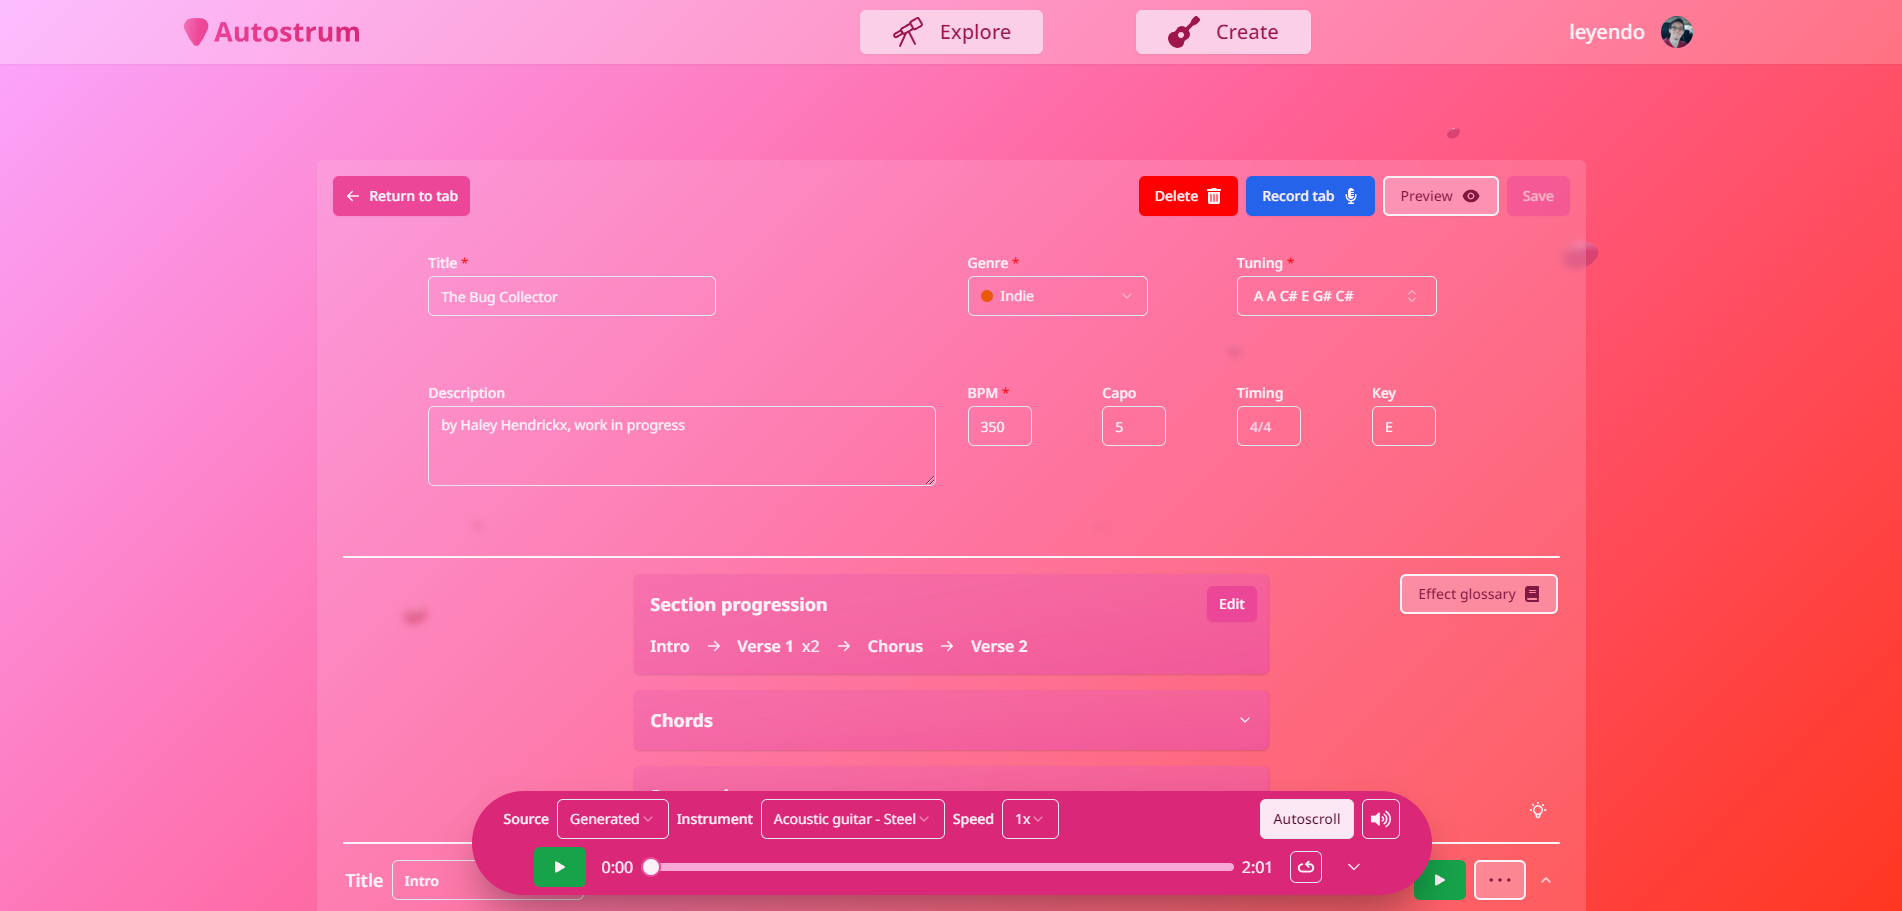 Autostrum
Explore
Create
leyendo
Return to tab
Delete
Record tab
Preview
Save
Title *
Genre *
Tuning *
The Bug Collector
Indie
A A C# E G# C#
Description
BPM *
Capo
Timing
Key
by Haley Hendrickx, work in progress
350
5
4/4
E
Section progression
Edit
Effect glossary
Intro → Verse 1 x2 → Chorus → Verse 2
Chords
Source
Generated
Instrument
Acoustic guitar - Steel
Speed
1x
Autoscroll
0:00
2:01
Title
Intro